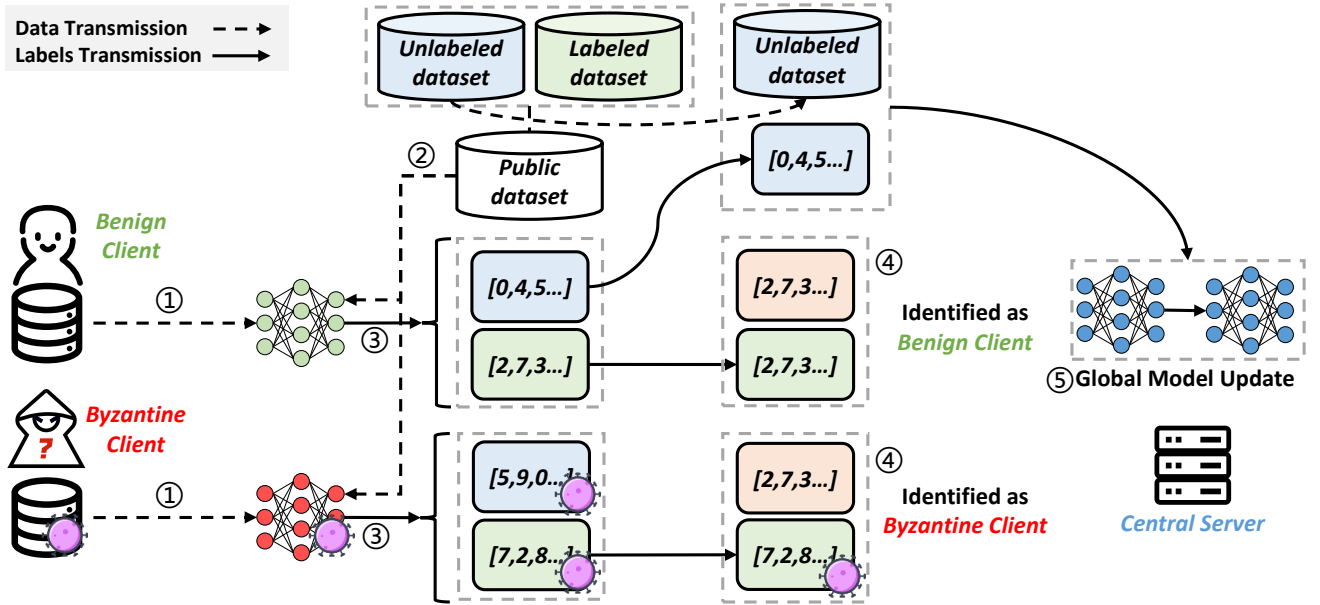 Data Transmission
Labels Transmission
Unlabeled
dataset
Labeled
dataset
Unlabeled
dataset
②
Public
dataset
[0,4,5...]
Benign
Client
①
③
[0,4,5...]
[2,7,3...]
[2,7,3...]
[2,7,3...]
④
Identified as
Benign Client
⑤ Global Model Update
Byzantine
Client
?
①
③
[5,9,0...]
[7,2,8...]
[2,7,3...]
[7,2,8...]
④
Identified as
Byzantine Client
Central Server